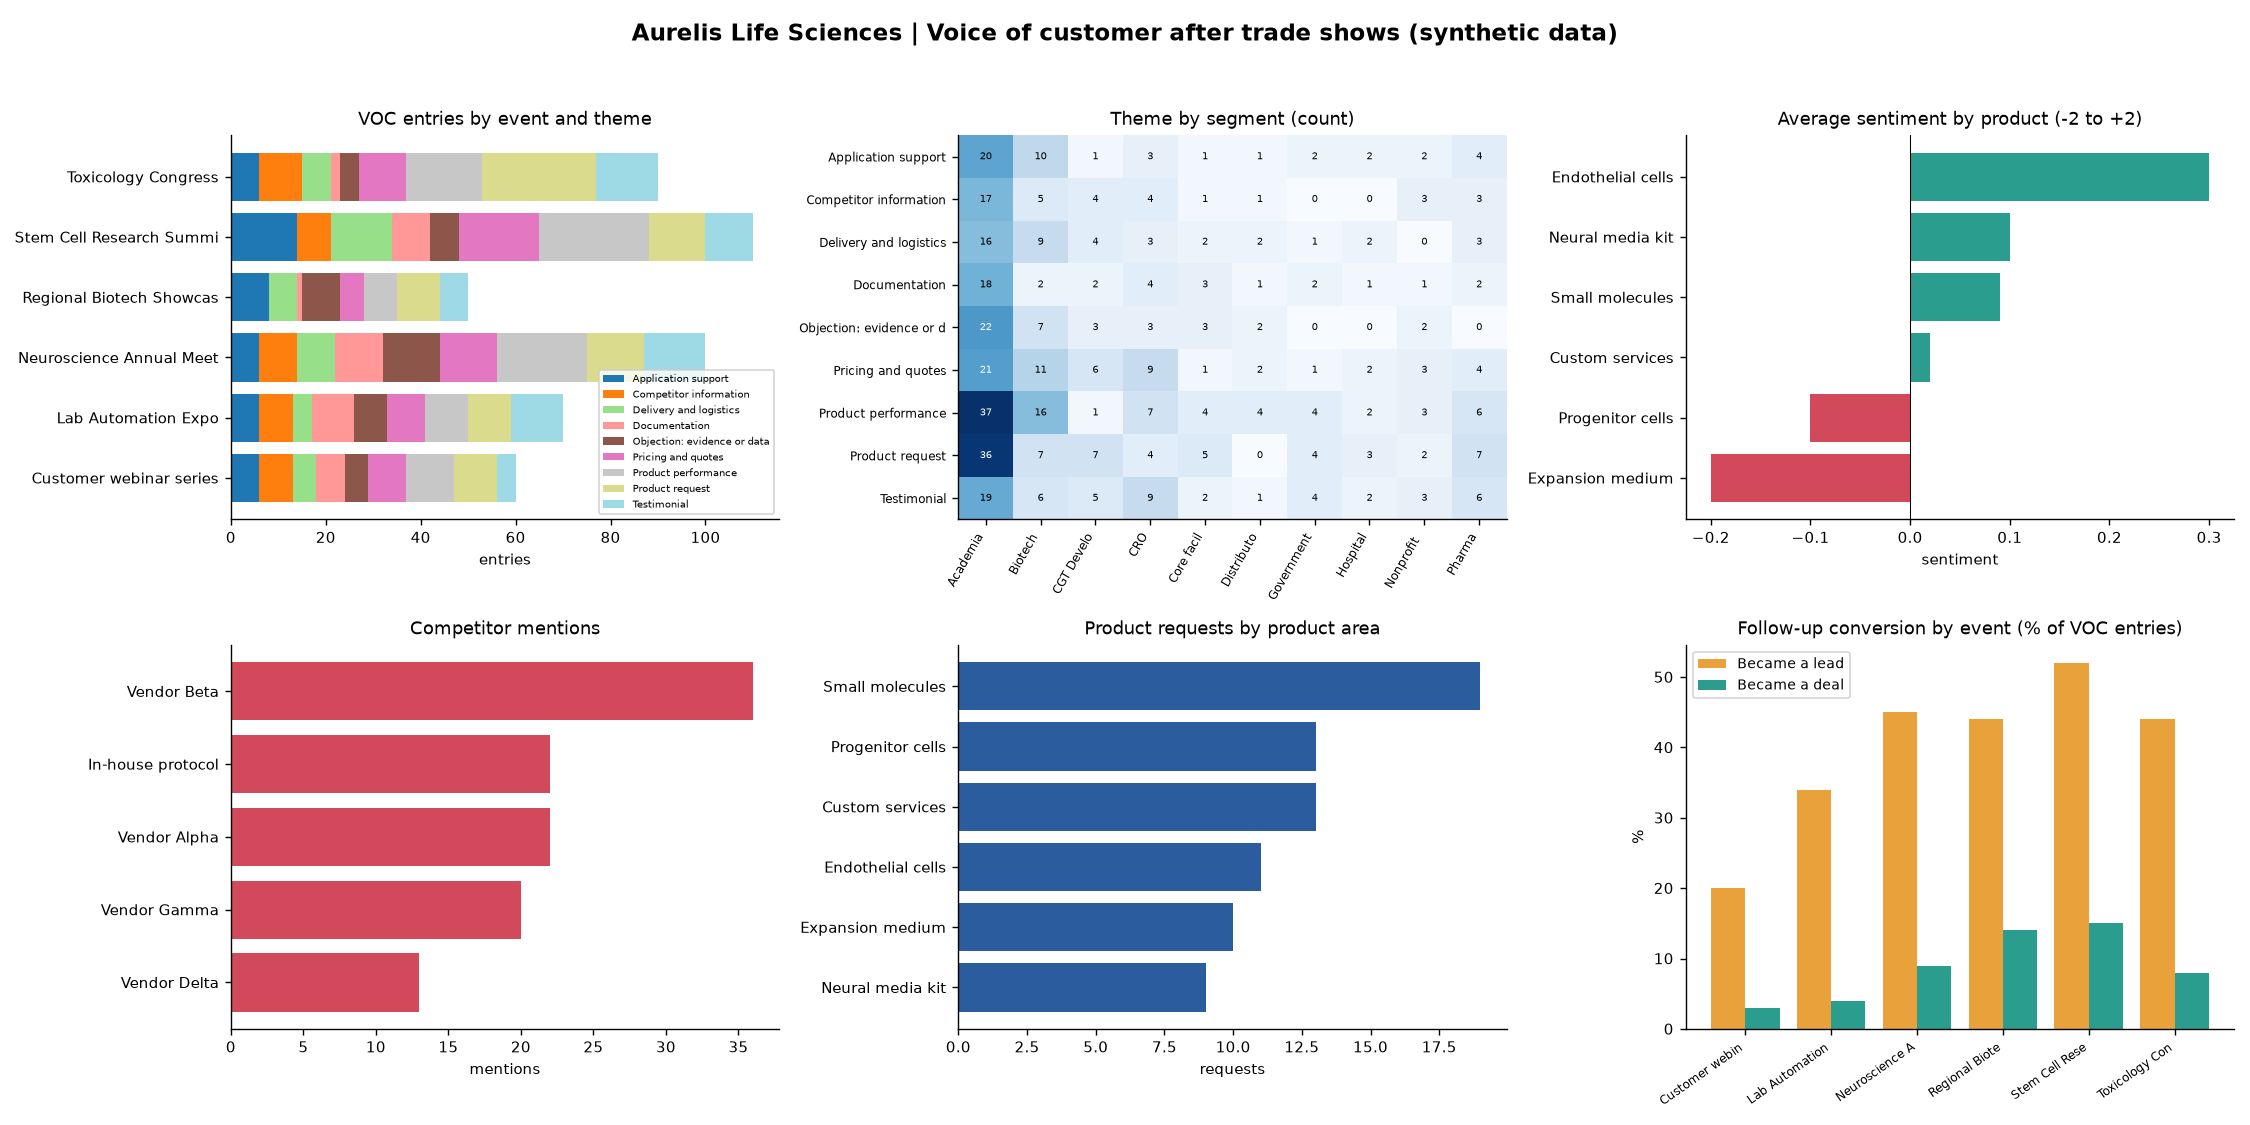 Aurelis Life Sciences | Voice of customer after trade shows (synthetic data)
VOC entries by event and theme
Toxicology Congress
Stem Cell Research Summi
Regional Biotech Showcas
Neuroscience Annual Meet
Lab Automation Expo
Customer webinar series
Application support
Competitor information
Delivery and logistics
Documentation
Objection: evidence or data
Pricing and quotes
Product performance
Product request
Testimonial
0 20 40 60 80 100
entries
Theme by segment (count)
Application support 20 10 1 3 1 1 2 2 2 4
Competitor information 17 5 4 4 1 1 0 0 3 3
Delivery and logistics 16 9 4 3 2 2 1 2 0 3
Documentation 18 2 2 4 3 1 2 1 1 2
Objection: evidence or d 22 7 3 3 3 2 0 0 2 0
Pricing and quotes 21 11 6 9 1 2 1 2 3 4
Product performance 37 16 1 7 4 4 4 2 3 6
Product request 36 7 7 4 5 0 4 3 2 7
Testimonial 19 6 5 9 2 1 4 2 3 6
Academia Biotech CGT Develo CRO Core facil Distributo Government Hospital Nonprofit Pharma
Average sentiment by product (-2 to +2)
Endothelial cells
Neural media kit
Small molecules
Custom services
Progenitor cells
Expansion medium
−0.2 −0.1 0.0 0.1 0.2 0.3
sentiment
Competitor mentions
Vendor Beta
In-house protocol
Vendor Alpha
Vendor Gamma
Vendor Delta
0 5 10 15 20 25 30 35
mentions
Product requests by product area
Small molecules
Progenitor cells
Custom services
Endothelial cells
Expansion medium
Neural media kit
0.0 2.5 5.0 7.5 10.0 12.5 15.0 17.5
requests
Follow-up conversion by event (% of VOC entries)
Became a lead
Became a deal
50
40
30
20
10
0
%
Customer webin Lab Automation Neuroscience A Regional Biote Stem Cell Rese Toxicology Con